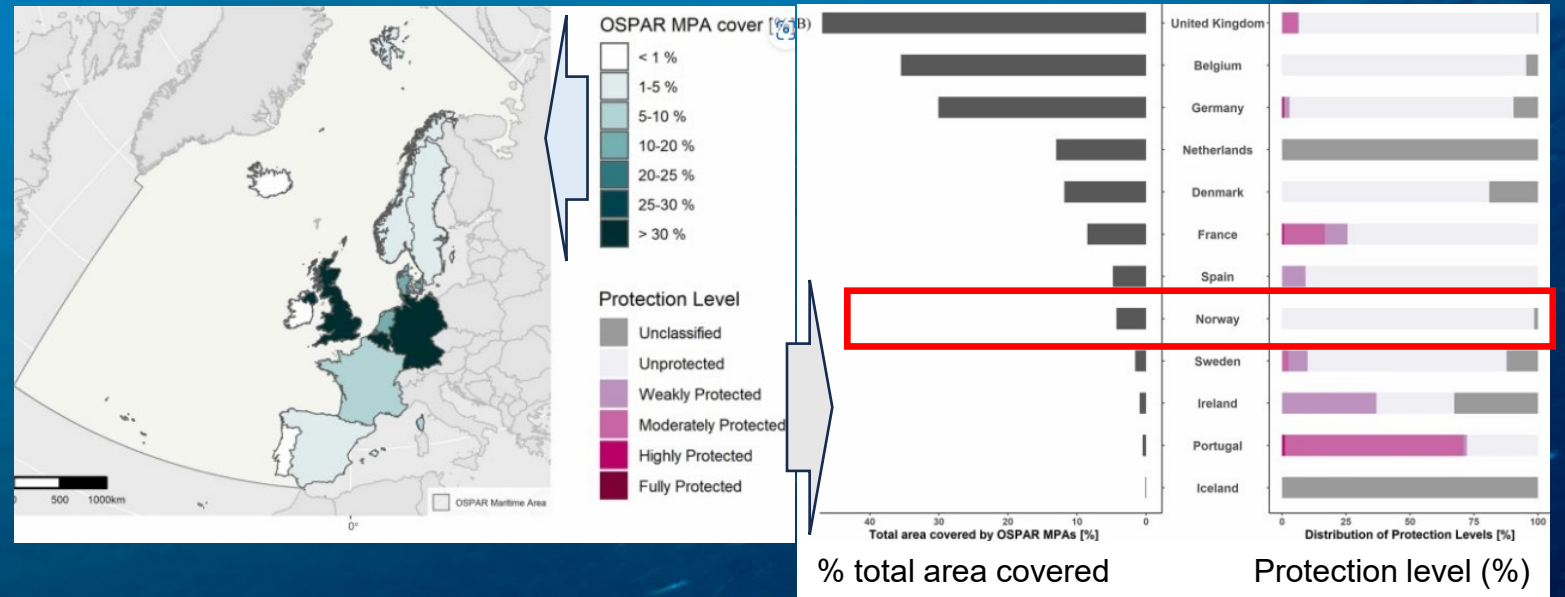 OSPAR MPA cover [% B)
< 1 %
1-5 %
5-10 %
10-20 %
20-25 %
25-30 %
> 30 %
Protection Level
Unclassified
Unprotected
Weakly Protected
Moderately Protected
Highly Protected
Fully Protected
0 500 1000km
OSPAR Maritime Area
0°
United Kingdom
Belgium
Germany
Netherlands
Denmark
France
Spain
Norway
Sweden
Ireland
Portugal
Iceland
40 30 20 10 0
Total area covered by OSPAR MPAs [%]
0 25 50 75 100
Distribution of Protection Levels [%]
% total area covered
Protection level (%)